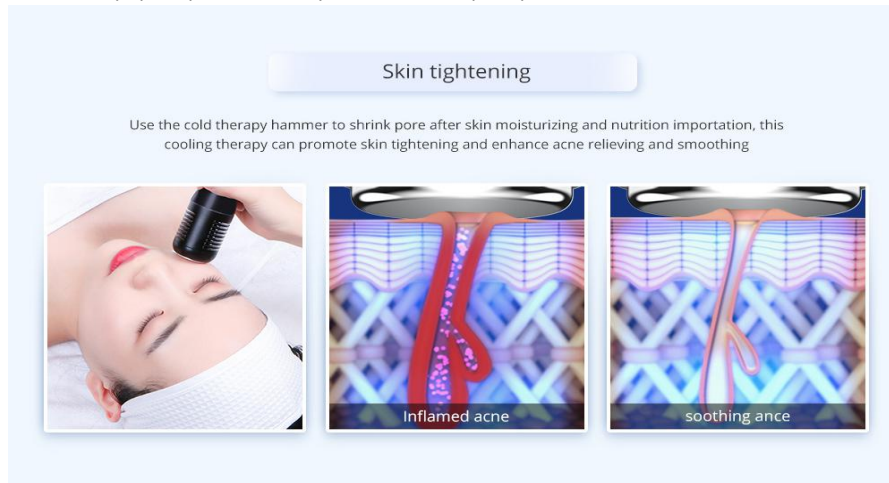 Skin tightening
Use the cold therapy hammer to shrink pore after skin moisturizing and nutrition importation, this
cooling therapy can promote skin tightening and enhance acne relieving and smoothing
Inflamed acne
soothing ance